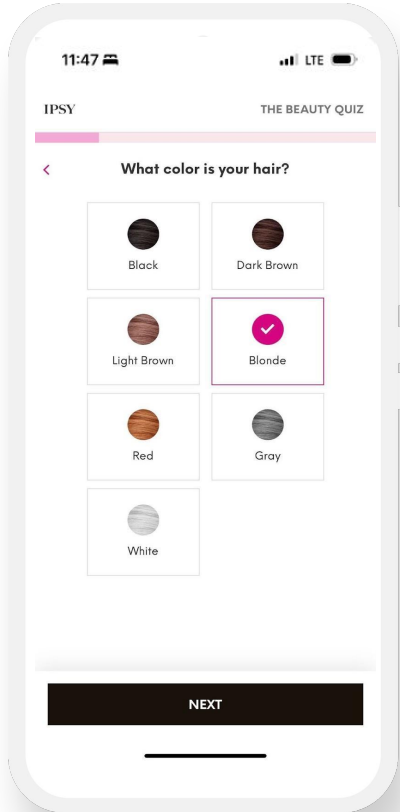 11:47 LTE
IPSY THE BEAUTY QUIZ
What color is your hair?
Black Dark Brown
Light Brown Blonde
Red Gray
White
NEXT